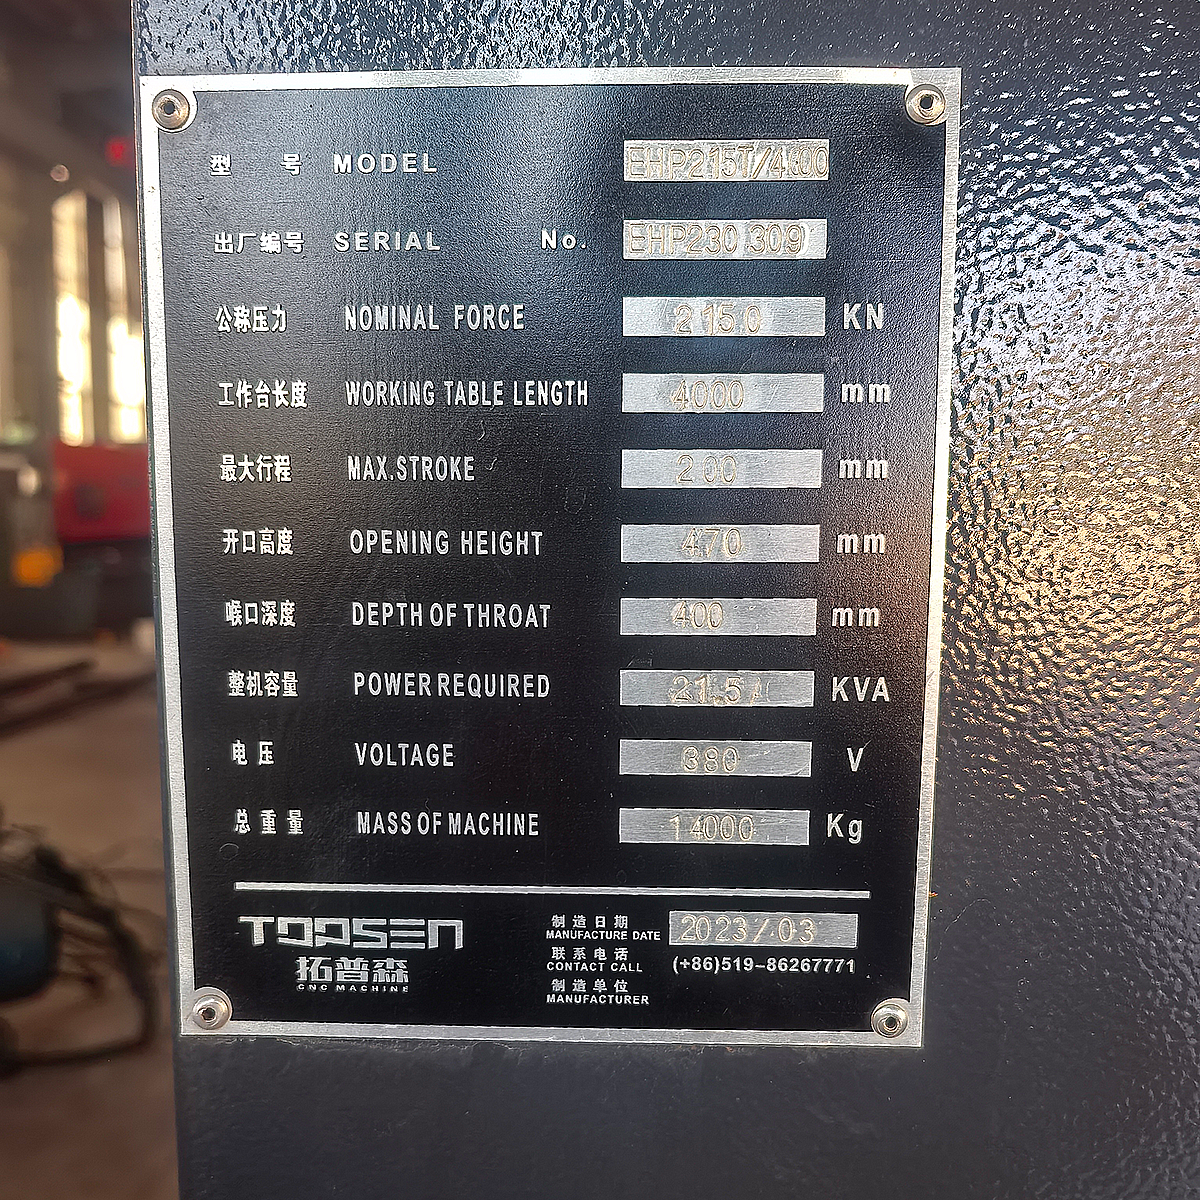 型 号 MODEL EHP215T/4.00
出厂编号 SERIAL No. EHP230309
公称压力 NOMINAL FORCE 2150 KN
工作台长度 WORKING TABLE LENGTH 4000 mm
最大行程 MAX.STROKE 200 mm
开口高度 OPENING HEIGHT 470 mm
喉口深度 DEPTH OF THROAT 400 mm
整机容量 POWER REQUIRED 21.5 KVA
电 压 VOLTAGE 380 V
总 重 量 MASS OF MACHINE 14000 Kg
TOPSEN
拓普森
CNC MACHINE
制 造 日 期
MANUFACTURE DATE 2023/03
联 系 电 话
CONTACT CALL (+86)519-86267771
制 造 单 位
MANUFACTURER